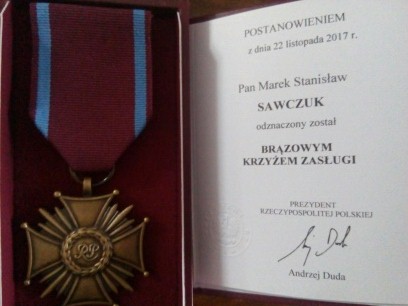 POSTANOWIENIEM
z dnia 22 listopada 2017 r.
Pan Marek Stanisław
SAWCZUK
odznaczony został
BRĄZOWYM
KRZYŻEM ZASŁUGI
PREZYDENT
RZECZYPOSPOLITEJ POLSKIEJ
Andrzej Duda
RP